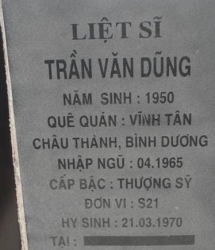 LIỆT SĨ
TRẦN VĂN DŨNG
NĂM SINH : 1950
QUÊ QUÁN : VĨNH TÂN
CHÂU THÀNH, BÌNH DƯƠNG
NHẬP NGŨ : 04.1965
CẤP BẬC : THƯỢNG SỸ
ĐƠN VỊ : S21
HY SINH : 21.03.1970
TẠI :